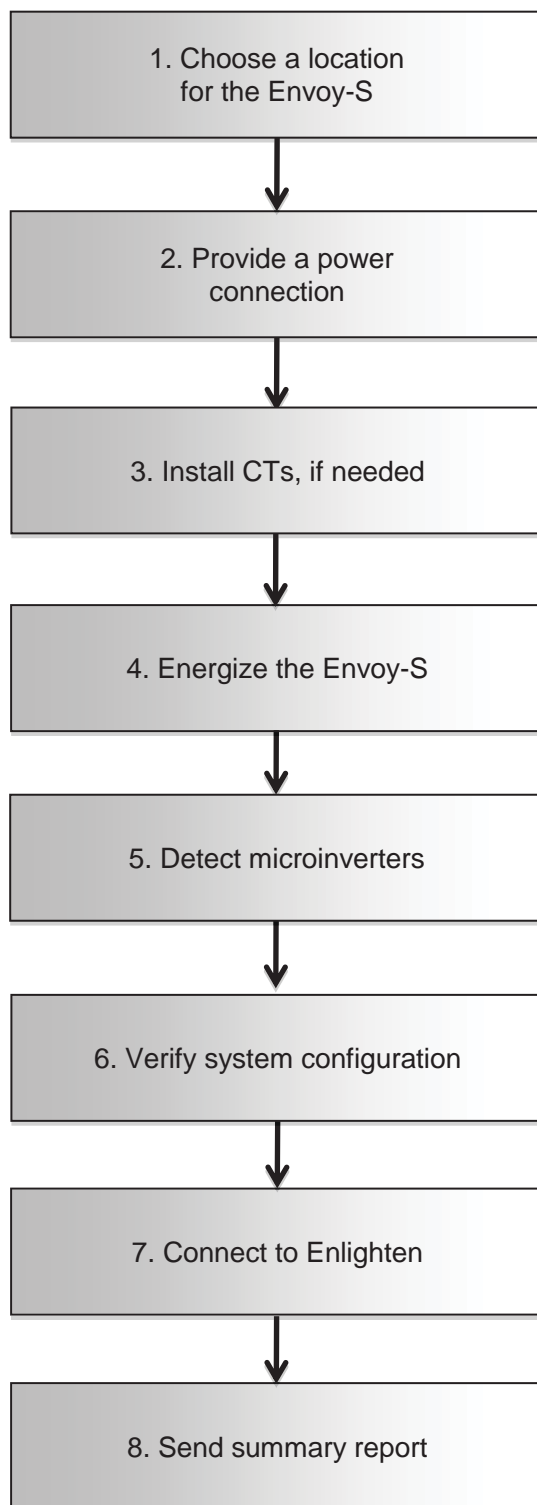 1. Choose a location
for the Envoy-S
2. Provide a power
connection
3. Install CTs, if needed
4. Energize the Envoy-S
5. Detect microinverters
6. Verify system configuration
7. Connect to Enlighten
8. Send summary report